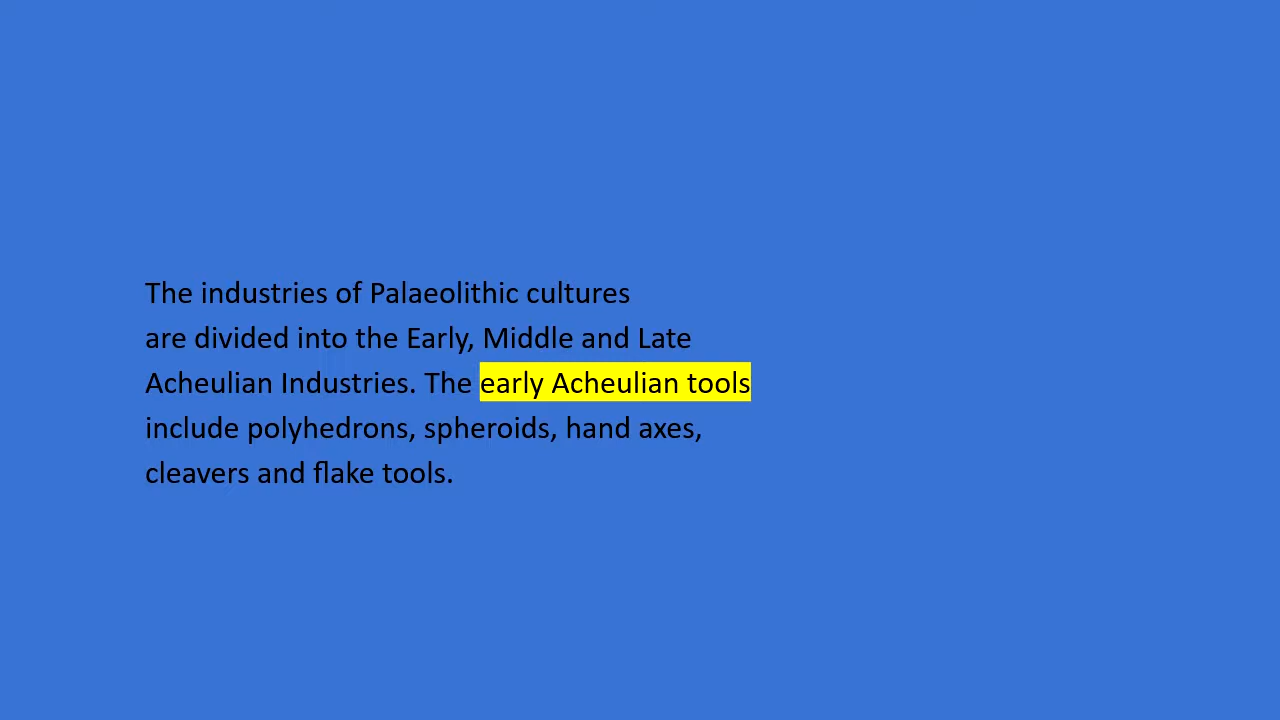 The industries of Palaeolithic cultures
are divided into the Early, Middle and Late
Acheulian Industries. The early Acheulian tools
include polyhedrons, spheroids, hand axes,
cleavers and flake tools.